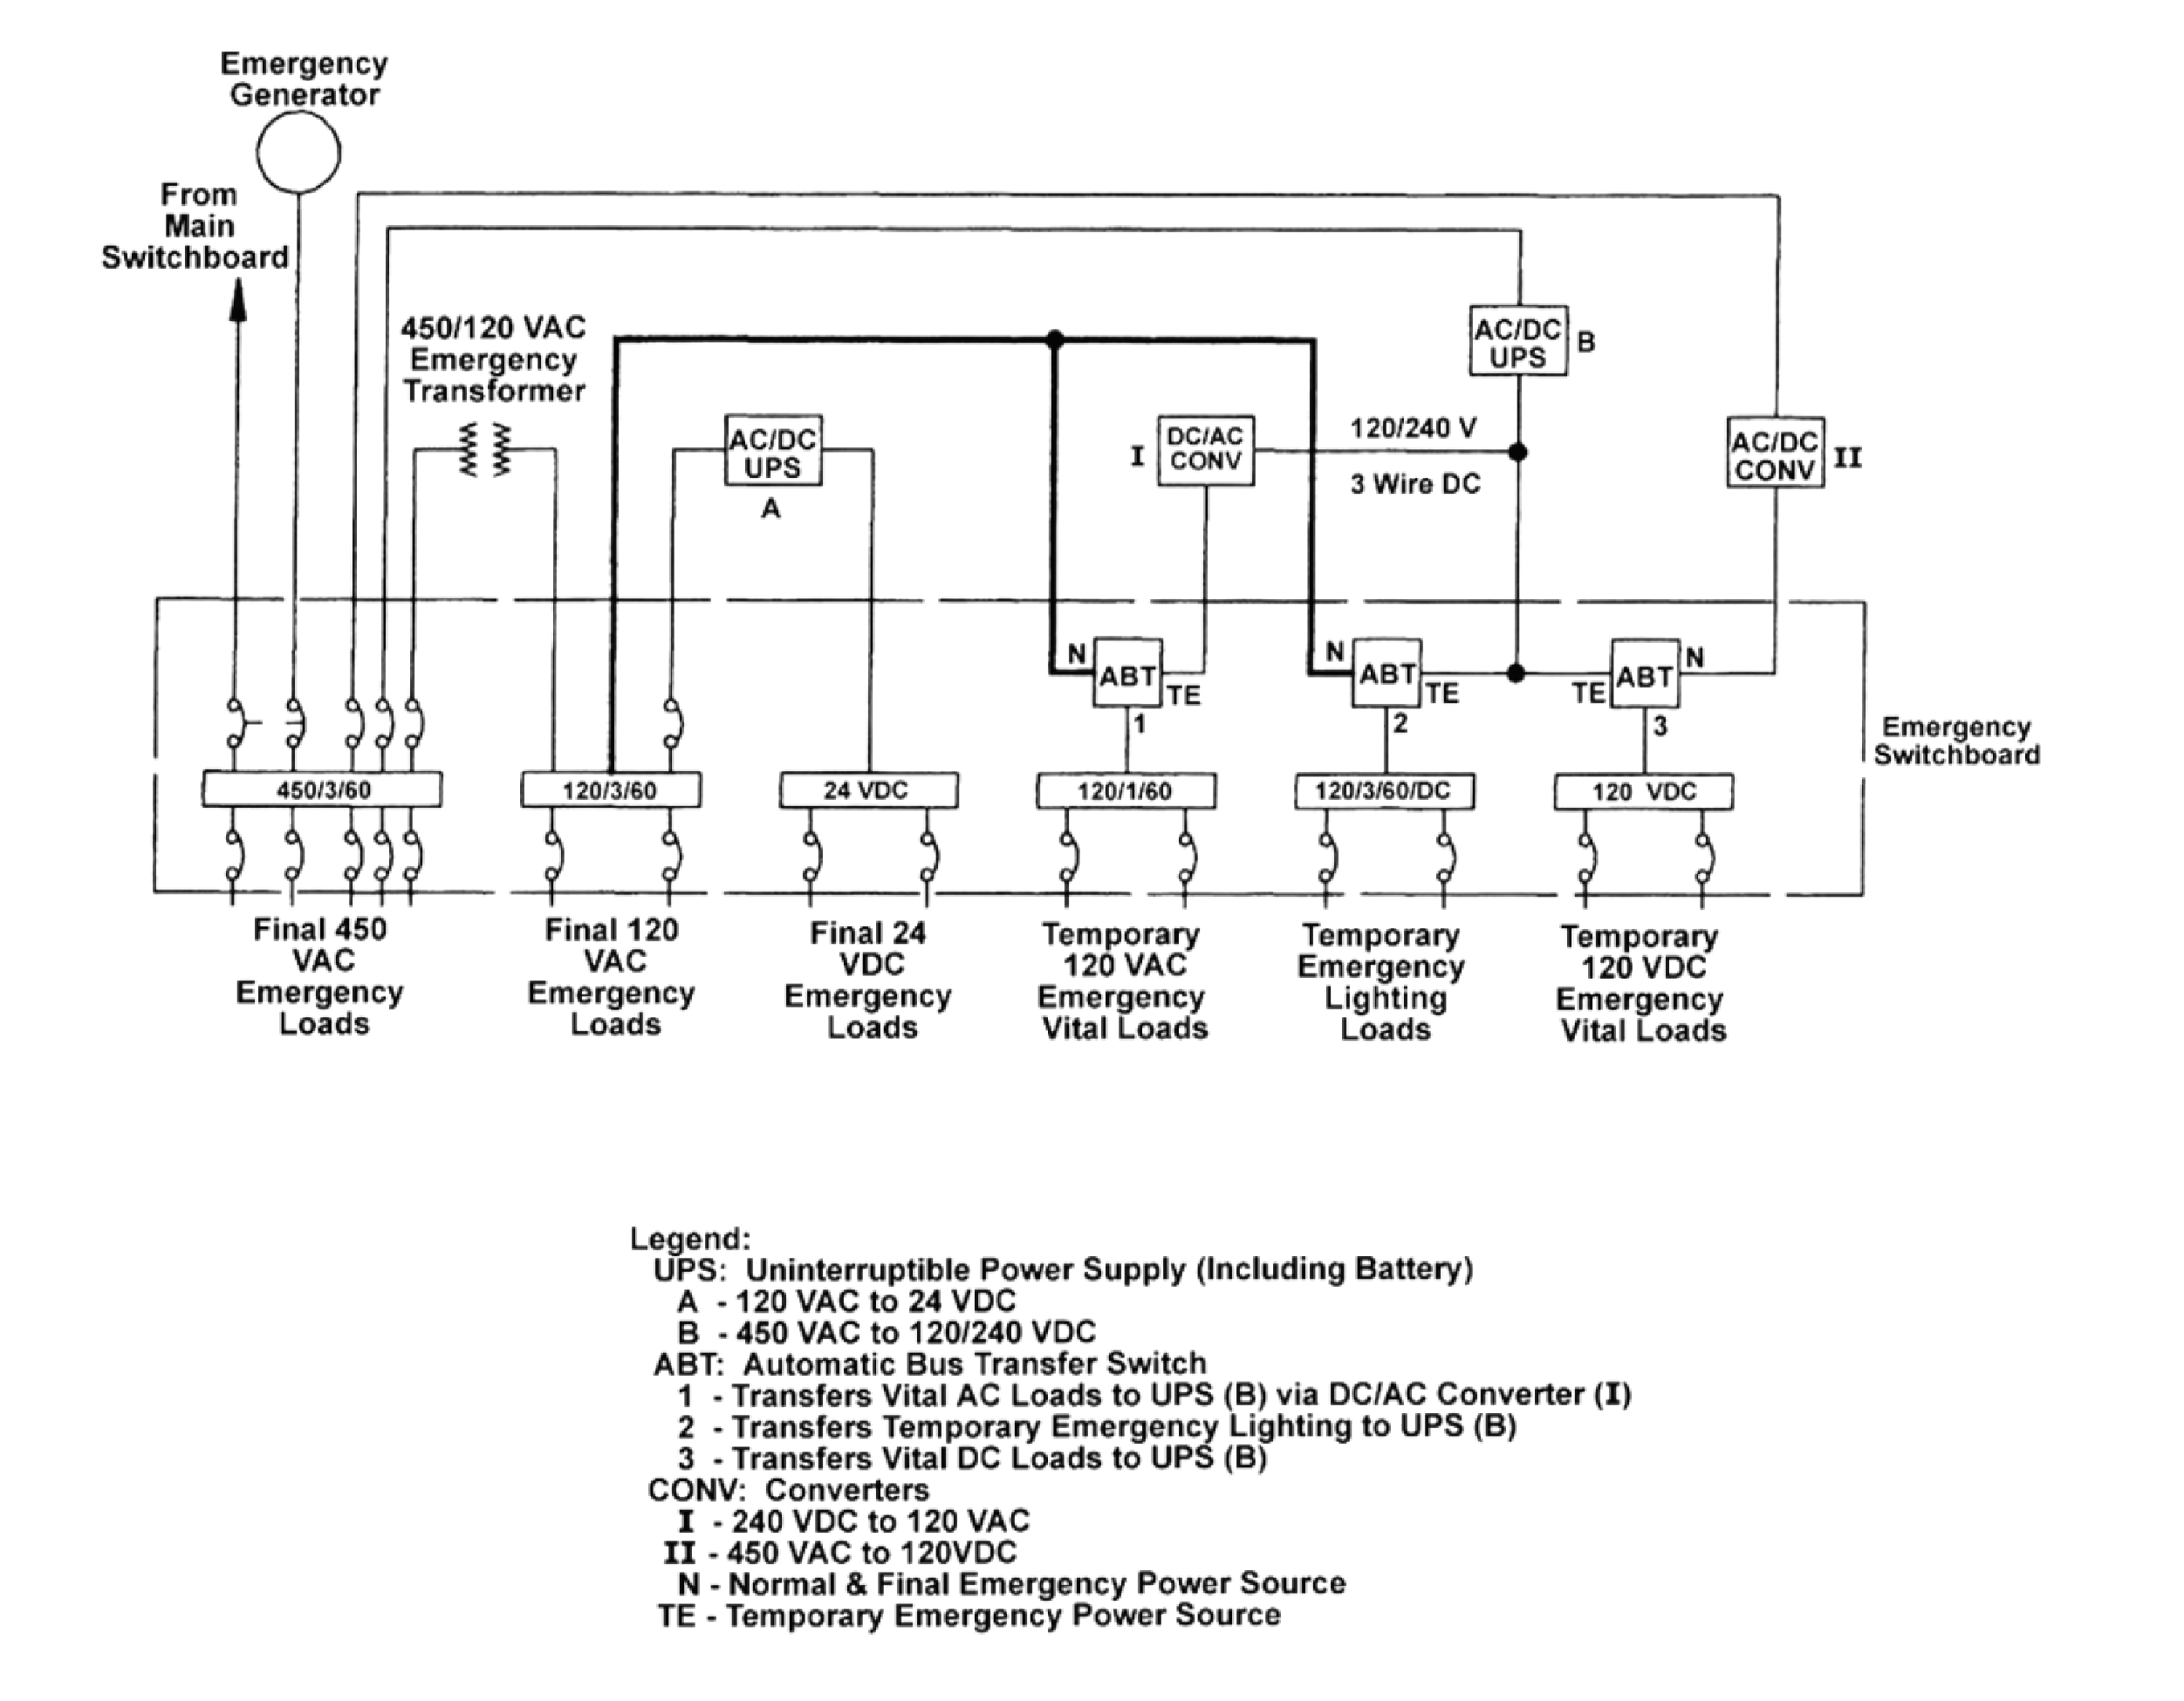 Emergency
Generator
From
Main
Switchboard
450/120 VAC
Emergency
Transformer
AC/DC
UPS
A
DC/AC
CONV
I
120/240 V
3 Wire DC
AC/DC
UPS
B
AC/DC
CONV
II
N
ABT
TE
1
N
ABT
TE
2
TE
ABT
N
3
Emergency
Switchboard
450/3/60
120/3/60
24 VDC
120/1/60
120/3/60/DC
120 VDC
Final 450
VAC
Emergency
Loads
Final 120
VAC
Emergency
Loads
Final 24
VDC
Emergency
Loads
Temporary
120 VAC
Emergency
Vital Loads
Temporary
Emergency
Lighting
Loads
Temporary
120 VDC
Emergency
Vital Loads
Legend:
UPS: Uninterruptible Power Supply (Including Battery)
A - 120 VAC to 24 VDC
B - 450 VAC to 120/240 VDC
ABT: Automatic Bus Transfer Switch
1 - Transfers Vital AC Loads to UPS (B) via DC/AC Converter (I)
2 - Transfers Temporary Emergency Lighting to UPS (B)
3 - Transfers Vital DC Loads to UPS (B)
CONV: Converters
I - 240 VDC to 120 VAC
II - 450 VAC to 120VDC
N - Normal & Final Emergency Power Source
TE - Temporary Emergency Power Source